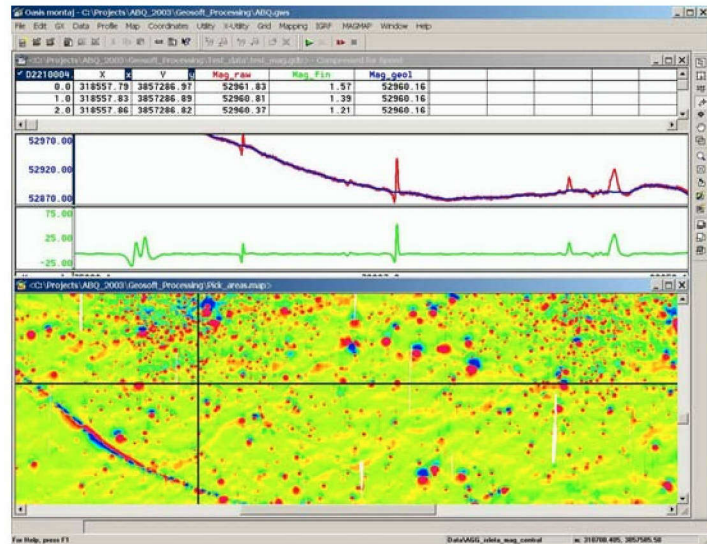 Oasis montaj - C:\Projects\ABQ_2003\Geosoft_Processing\ABQ.gws
File Edit GX Data Profile Map Coordinates Utility X-Utility Grid Mapping IGRF MAGMAP Window Help
D2210004. X x Y y Mag_raw Mag_Fin Mag_geol
0.0 318557.79 3857286.97 52961.83 1.57 52960.16
1.0 318557.83 3857286.89 52960.81 1.39 52960.16
2.0 318557.86 3857286.82 52960.37 1.21 52960.16
52970.00
52920.00
52870.00
75.00
25.00
-25.00
<C:\Projects\ABQ_2003\Geosoft_Processing\Pick_areas.map>
For Help, press F1